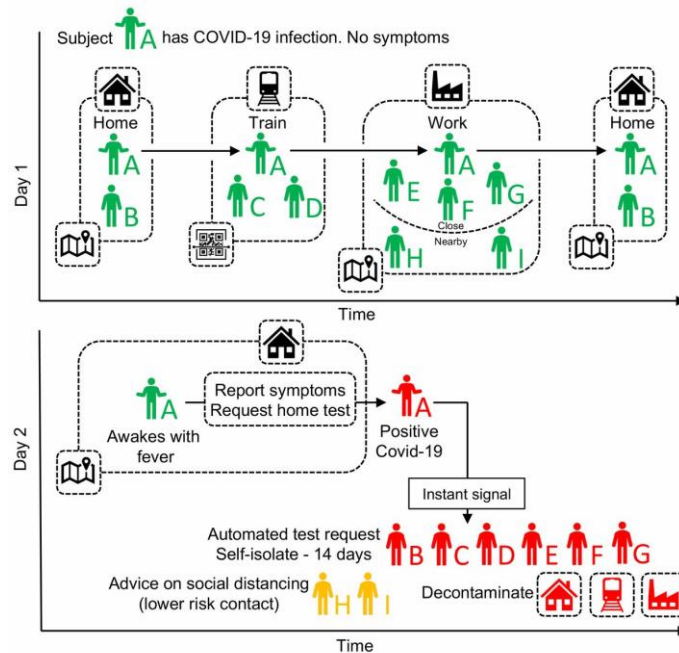 Subject A has COVID-19 infection. No symptoms
Home
Train
Work
Home
A
A
A
A
B
C
D
E
F
G
B
Close
Nearby
H
I
Day 1
Time
Report symptoms
Request home test
A
A
Awakes with
fever
Positive
Covid-19
Instant signal
Day 2
Automated test request
Self-isolate - 14 days
B C D E F G
Advice on social distancing
(lower risk contact)
H I
Decontaminate
Time